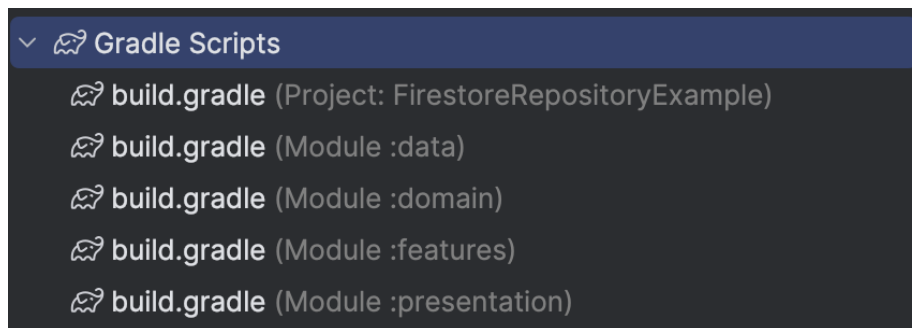 Gradle Scripts
build.gradle (Project: FirestoreRepositoryExample)
build.gradle (Module :data)
build.gradle (Module :domain)
build.gradle (Module :features)
build.gradle (Module :presentation)